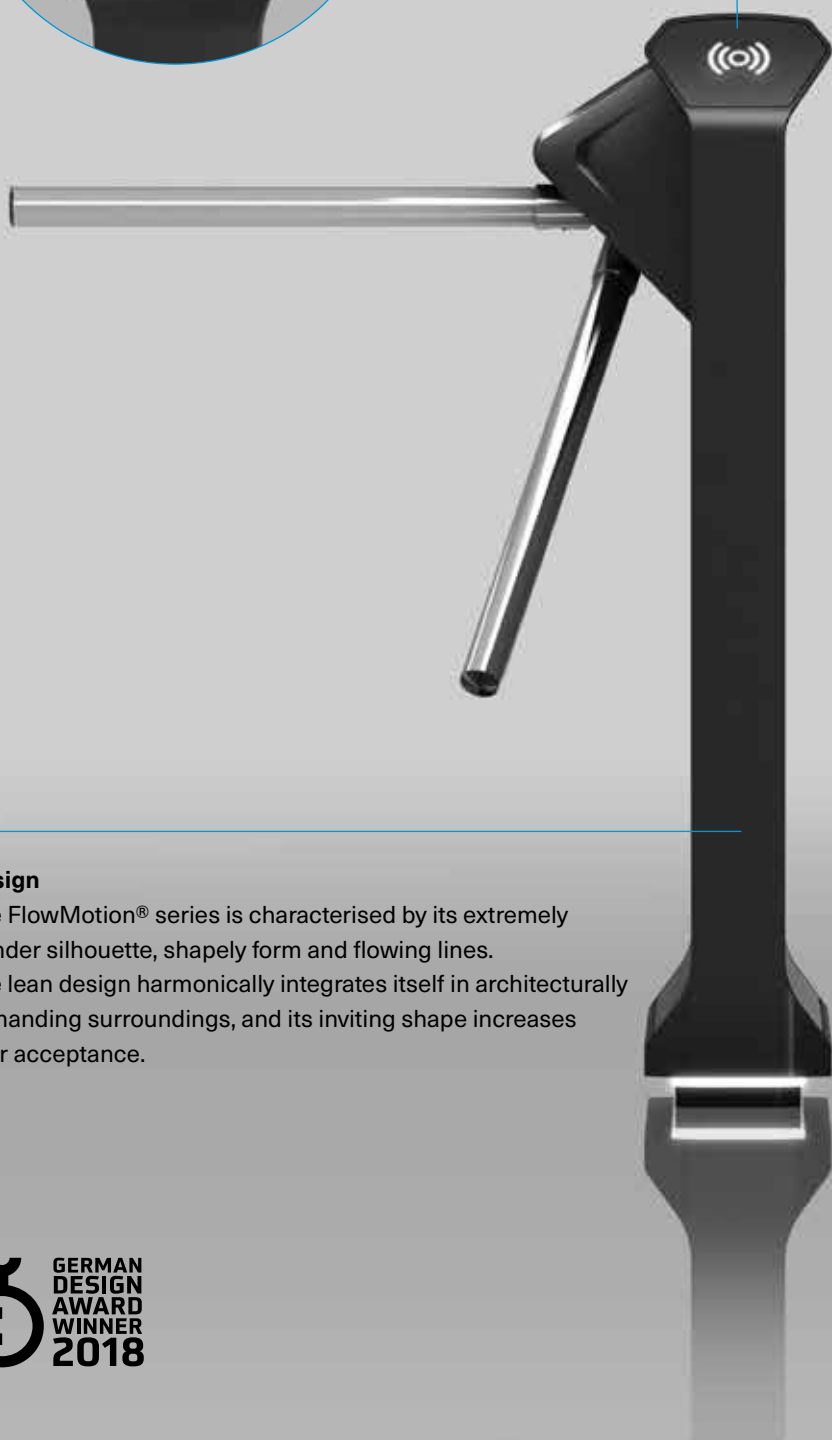 sign
FlowMotion® series is characterised by its extremely
nder silhouette, shapely form and flowing lines.
lean design harmonically integrates itself in architecturally
manding surroundings, and its inviting shape increases
r acceptance.
GERMAN
DESIGN
AWARD
WINNER
2018